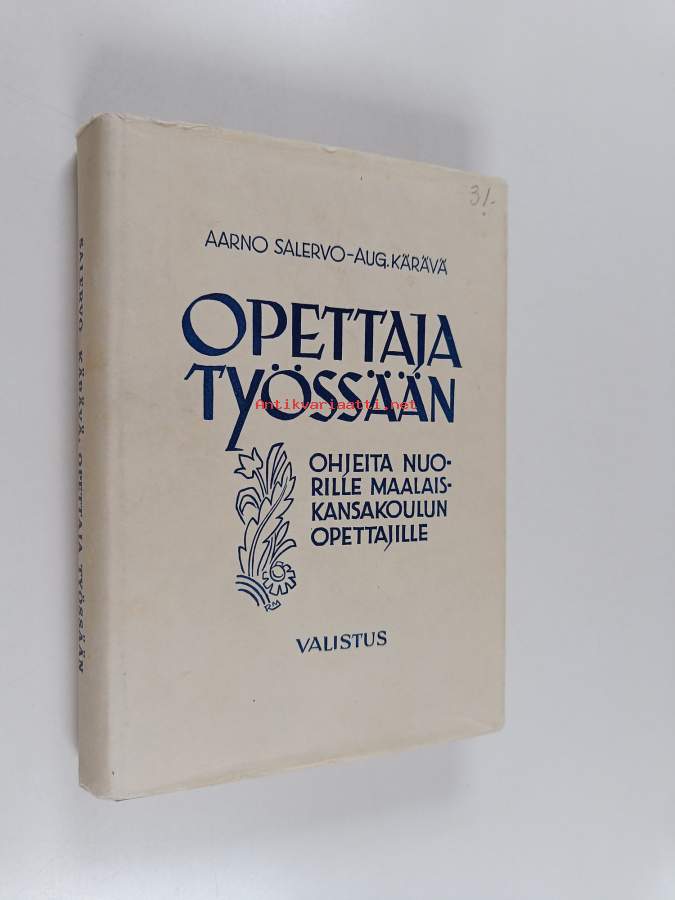 31.-
AARNO SALERVO-AUG.KÄRÄVÄ
OPETTAJA
TYÖSSÄÄN
Antikvariaatti.net
OHJEITA NUO-
RILLE MAALAIS-
KANSAKOULUN
OPETTAJILLE
RM
VALISTUS
SALERVO KÄRÄVÄ, OPETTAJA TYÖSSÄÄN